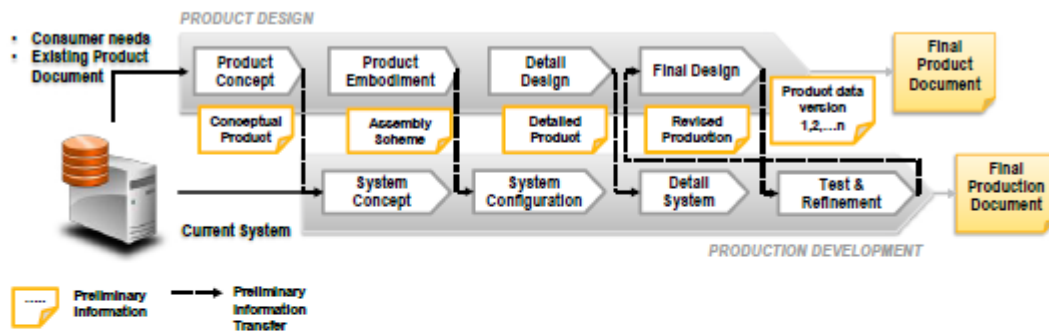 PRODUCT DESIGN
• Consumer needs
• Existing Product
Document
Product
Concept
Product
Embodiment
Detail
Design
Final Design
Final
Product
Document
Conceptual
Product
Assembly
Scheme
Detailed
Product
Revised
Production
Product data
version
1,2,....n
System
Concept
System
Configuration
Detail
System
Test &
Refinement
Final
Production
Document
Current System
PRODUCTION DEVELOPMENT
-----
Preliminary
Information
Preliminary
Information
Transfer